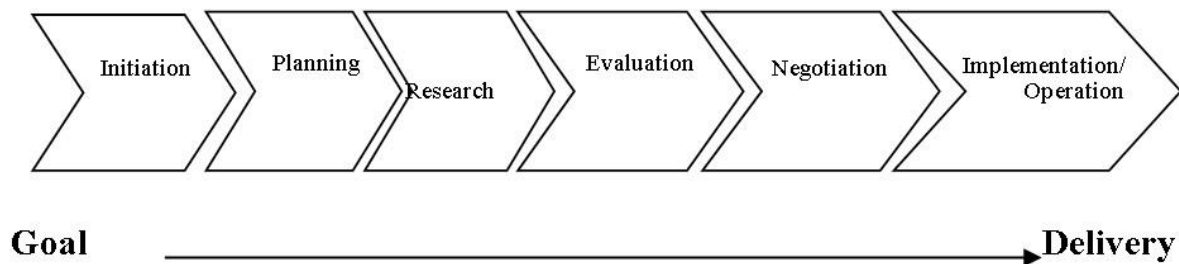 Initiation
Planning
Research
Evaluation
Negotiation
Implementation/
Operation
Goal
Delivery